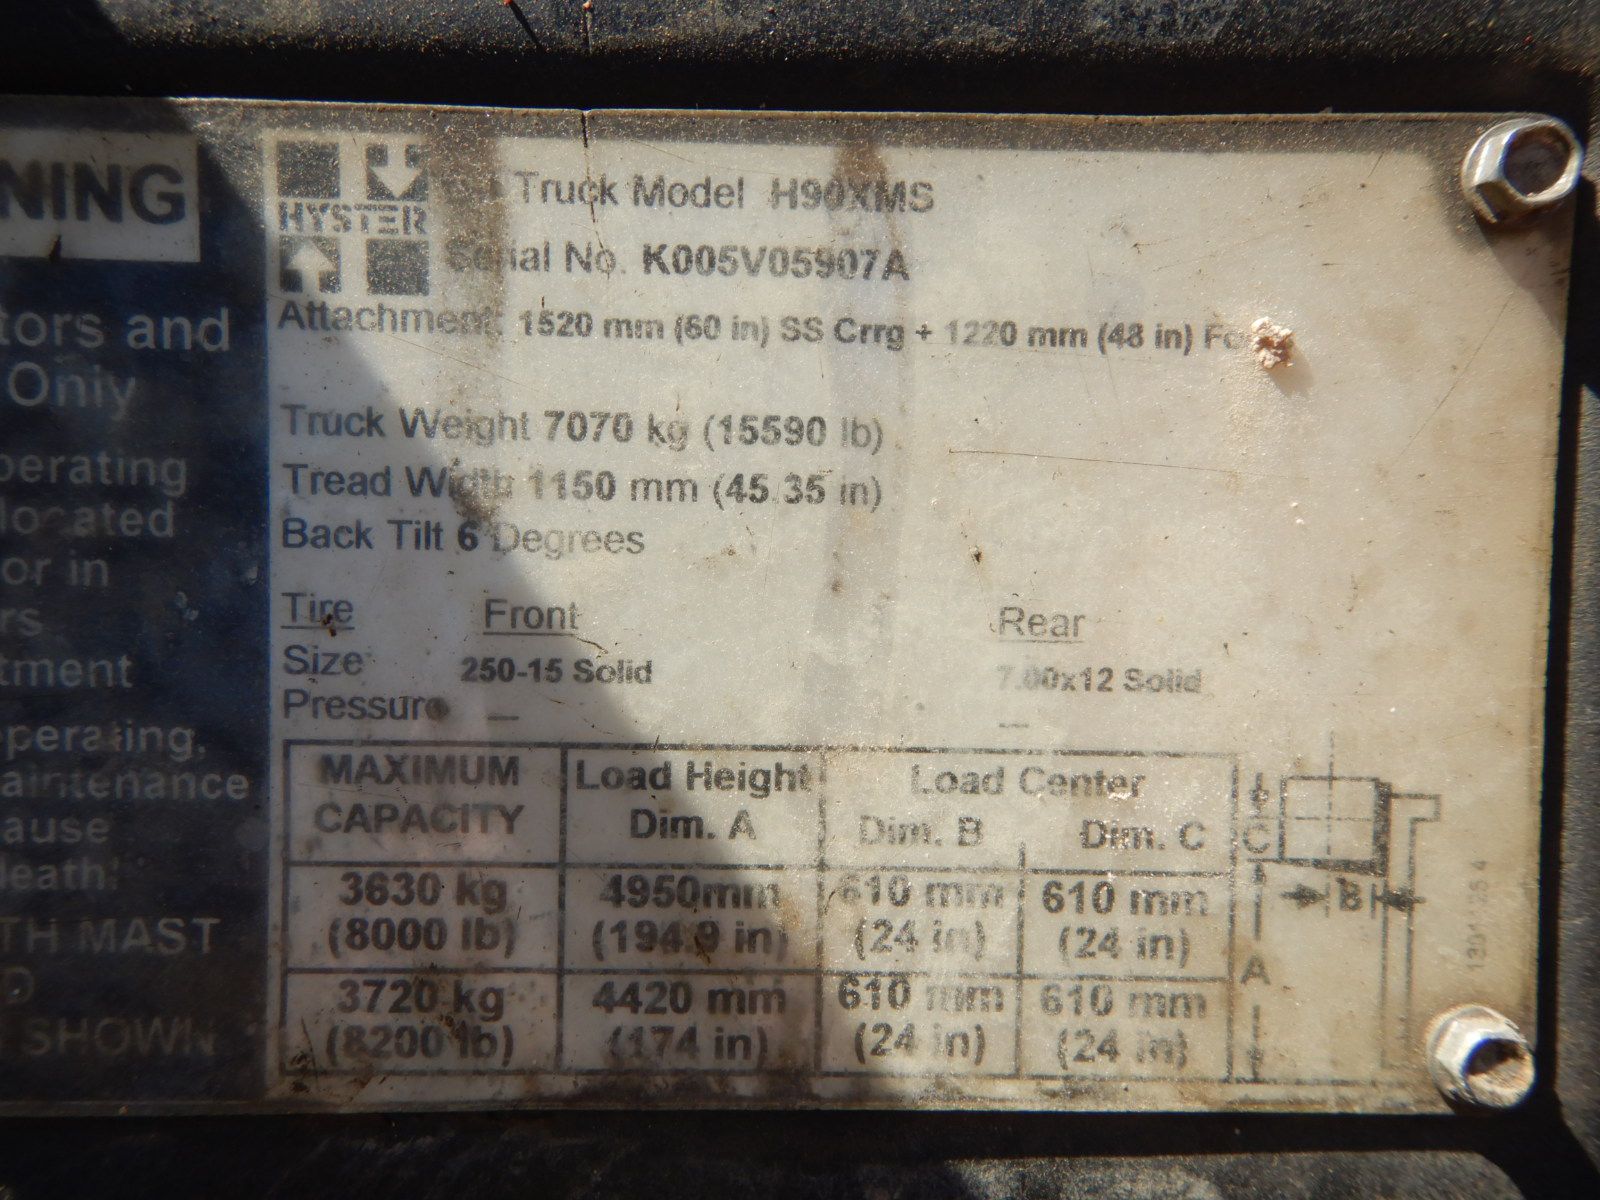 NING
tors and
Only
perating
located
or in
rs
tment
perating,
aintenance
ause
death!
TH MAST
D
SHOWN
HYSTER
Truck Model H90XMS
Serial No. K005V05907A
Attachment: 1520 mm (60 in) SS Crrg + 1220 mm (48 in)
Truck Weight 7070 kg (15590 lb)
Tread Width 1150 mm (45.35 in)
Back Tilt 6 Degrees
Tire Front Rear
Size 250-15 Solid 7.00x12 Solid
Pressure — —
MAXIMUM CAPACITY Load Height Dim. A Load Center Dim. B Dim. C
3630 kg 4950mm 610 mm 610 mm
(8000 lb) (194.9 in) (24 in) (24 in)
3720 kg 4420 mm 610 mm 610 mm
(8200 lb) (174 in) (24 in) (24 in)
C
B
A